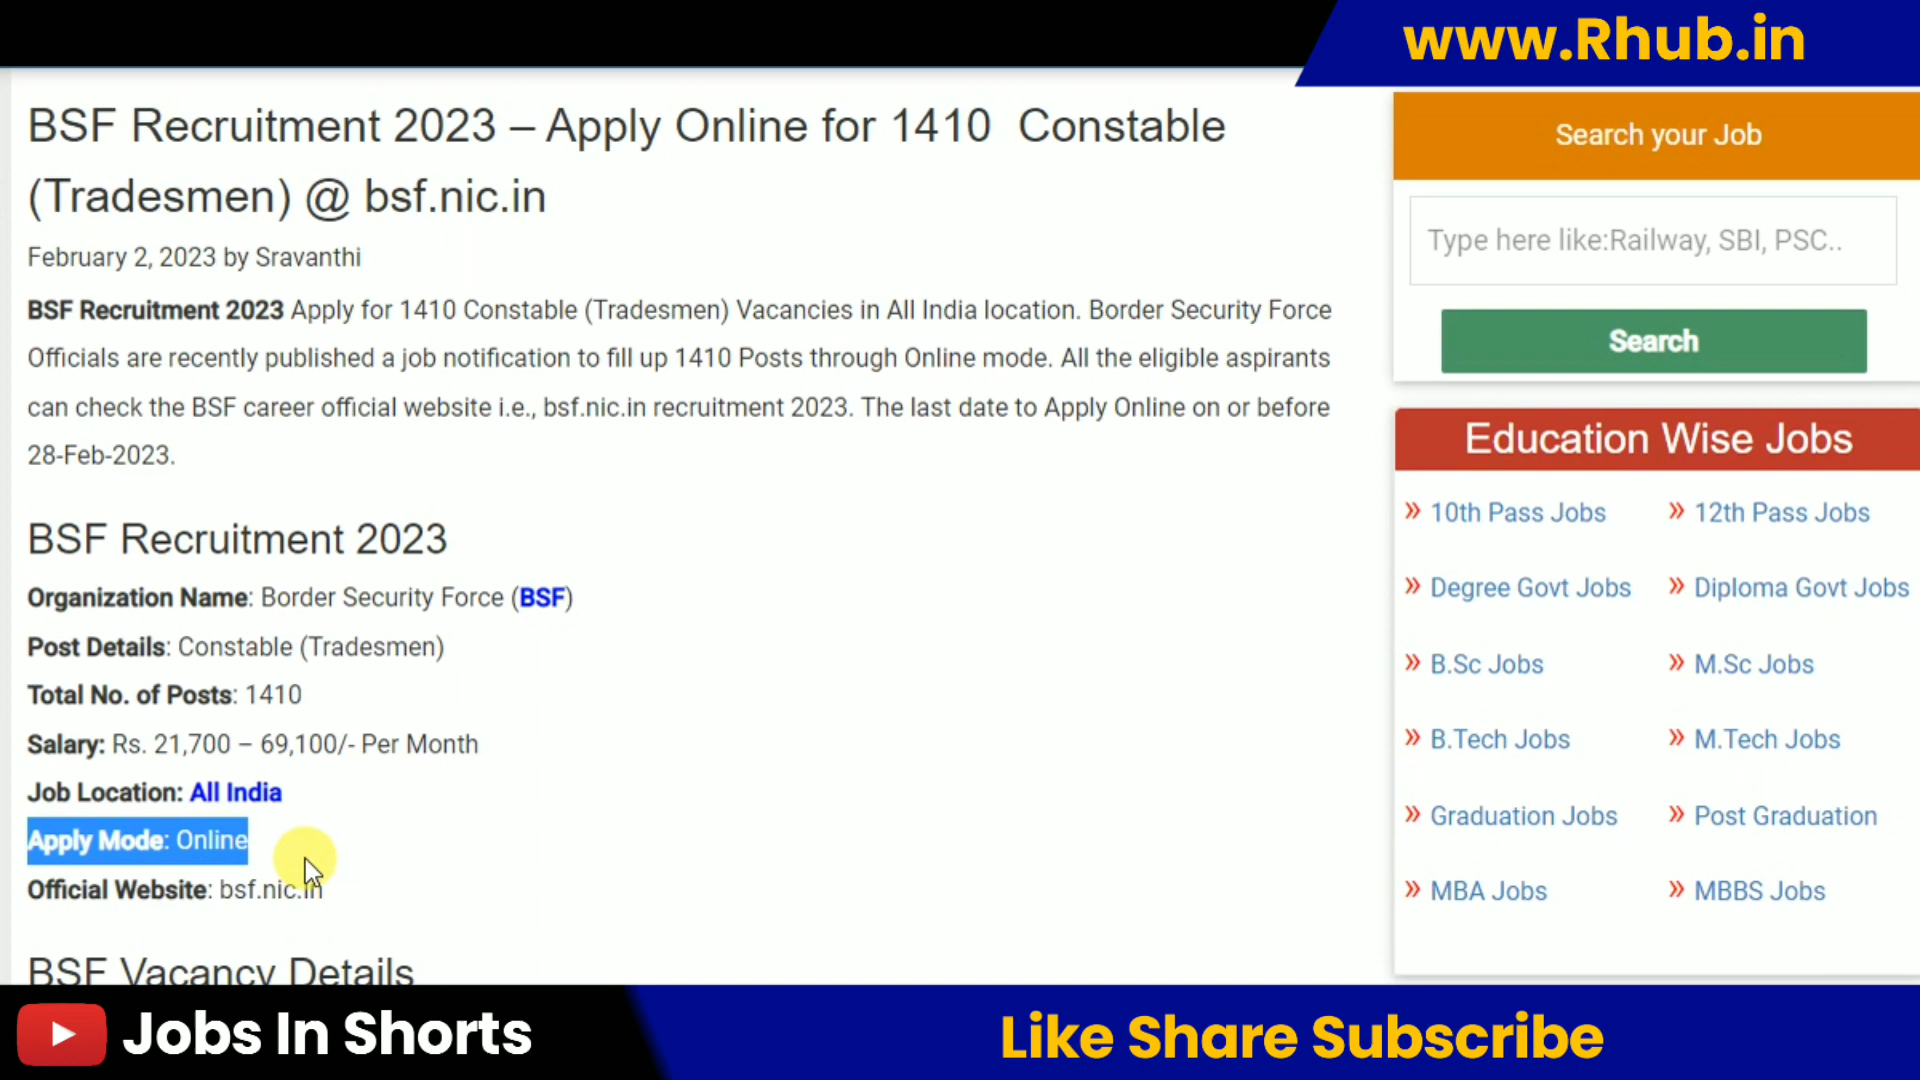 www.Rhub.in
BSF Recruitment 2023 – Apply Online for 1410 Constable
(Tradesmen) @ bsf.nic.in
February 2, 2023 by Sravanthi
BSF Recruitment 2023 Apply for 1410 Constable (Tradesmen) Vacancies in All India location. Border Security Force
Officials are recently published a job notification to fill up 1410 Posts through Online mode. All the eligible aspirants
can check the BSF career official website i.e., bsf.nic.in recruitment 2023. The last date to Apply Online on or before
28-Feb-2023.
BSF Recruitment 2023
Organization Name: Border Security Force (BSF)
Post Details: Constable (Tradesmen)
Total No. of Posts: 1410
Salary: Rs. 21,700 – 69,100/- Per Month
Job Location: All India
Apply Mode: Online
Official Website: bsf.nic.in
BSF Vacancy Details
Search your Job
Type here like:Railway, SBI, PSC..
Search
Education Wise Jobs
» 10th Pass Jobs » 12th Pass Jobs
» Degree Govt Jobs » Diploma Govt Jobs
» B.Sc Jobs » M.Sc Jobs
» B.Tech Jobs » M.Tech Jobs
» Graduation Jobs » Post Graduation
» MBA Jobs » MBBS Jobs
Jobs In Shorts
Like Share Subscribe